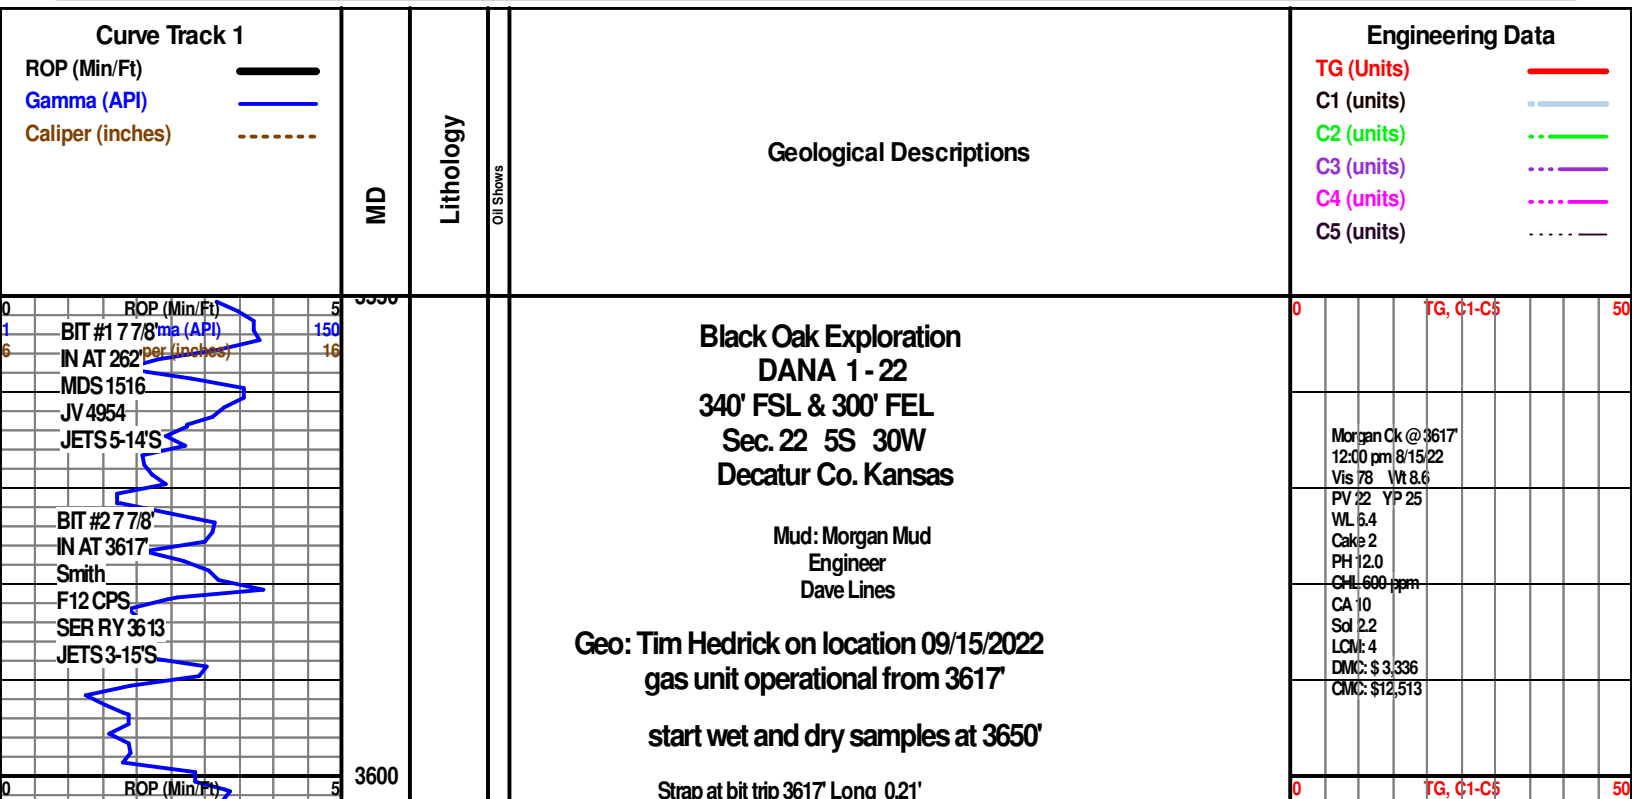 Curve Track 1
ROP (Min/Ft)
Gamma (API)
Caliper (inches)
MD
Lithology
Oil Shows
Geological Descriptions
Engineering Data
TG (Units)
C1 (units)
C2 (units)
C3 (units)
C4 (units)
C5 (units)
0 ROP (Min/Ft) 5
1 ma (API) 150
6 per (inches) 16
BIT #1 7 7/8'
IN AT 262'
MDS 1516
JV 4954
JETS 5-14'S
BIT #2 7 7/8'
IN AT 3617'
Smith
F12 CPS
SER RY 3613
JETS 3-15'S
0 ROP (Min/Ft) 5
3550
3600
Black Oak Exploration
DANA 1 - 22
340' FSL & 300' FEL
Sec. 22 5S 30W
Decatur Co. Kansas
Mud: Morgan Mud
Engineer
Dave Lines
Geo: Tim Hedrick on location 09/15/2022
gas unit operational from 3617'
start wet and dry samples at 3650'
Strap at bit trip 3617' Long 0.21'
0 TG, C1-C5 50
Morgan Ck @ 3617'
12:00 pm 8/15/22
Vis 78 Wt 8.6
PV 22 YP 25
WL 6.4
Cake 2
PH 12.0
CHL 600 ppm
CA 10
Sol 2.2
LCM: 4
DMC: $ 3,336
CMC: $12,513
0 TG, C1-C5 50